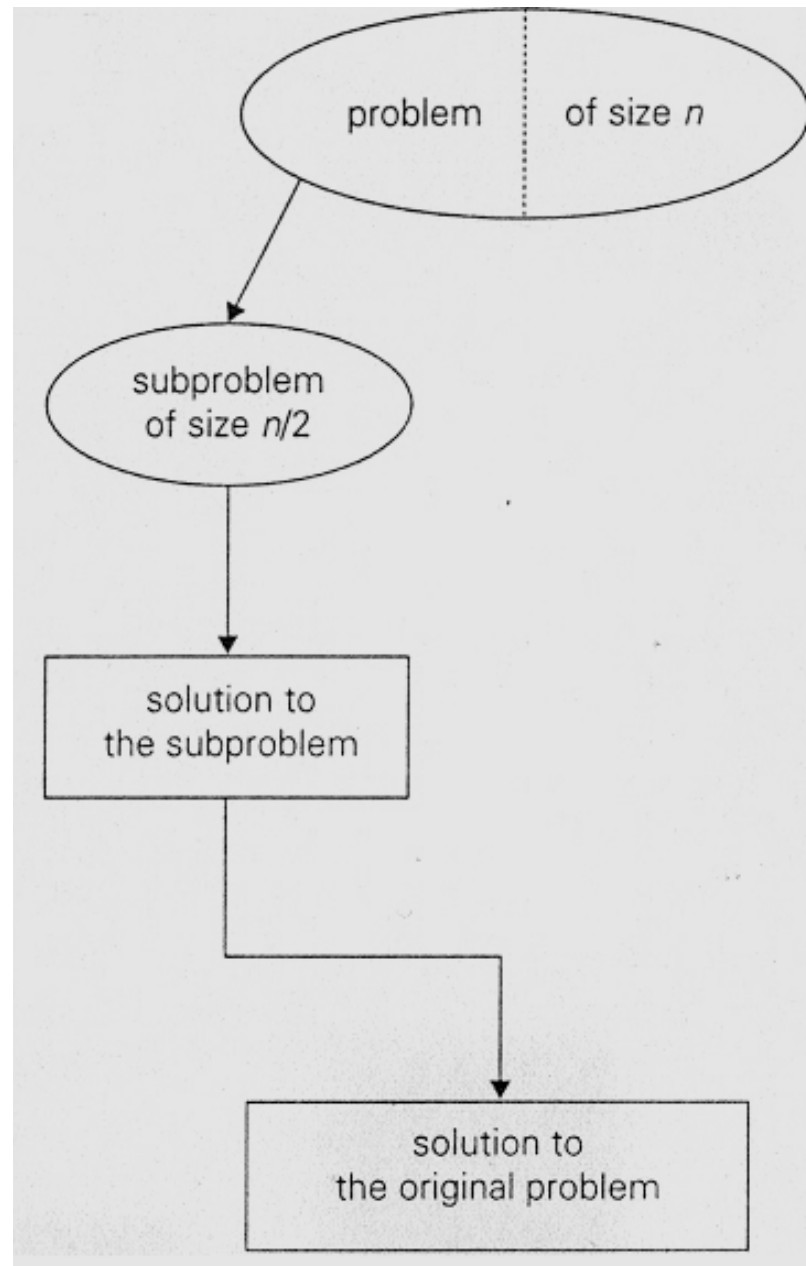 problem of size n
subproblem
of size n/2
solution to
the subproblem
solution to
the original problem